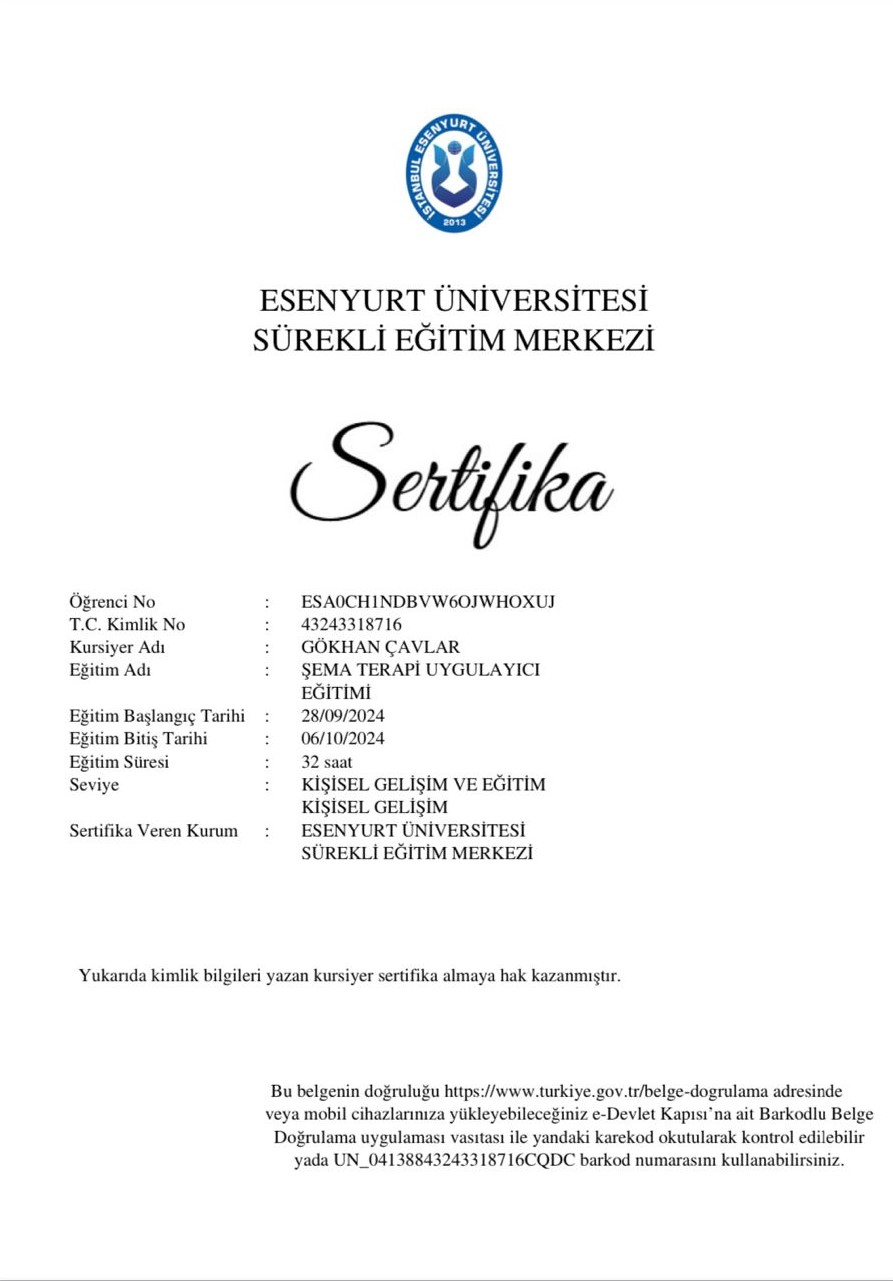 İSTANBUL ESENYURT ÜNİVERSİTESİ
2013
ESENYURT ÜNİVERSİTESİ
SÜREKLİ EĞİTİM MERKEZİ
Sertifika
Öğrenci No : ESA0CH1NDBVW6OJWHOXUJ
T.C. Kimlik No : 43243318716
Kursiyer Adı : GÖKHAN ÇAVLAR
Eğitim Adı : ŞEMA TERAPİ UYGULAYICI
EĞİTİMİ
Eğitim Başlangıç Tarihi : 28/09/2024
Eğitim Bitiş Tarihi : 06/10/2024
Eğitim Süresi : 32 saat
Seviye : KİŞİSEL GELİŞİM VE EĞİTİM
KİŞİSEL GELİŞİM
Sertifika Veren Kurum : ESENYURT ÜNİVERSİTESİ
SÜREKLİ EĞİTİM MERKEZİ
Yukarıda kimlik bilgileri yazan kursiyer sertifika almaya hak kazanmıştır.
Bu belgenin doğruluğu https://www.turkiye.gov.tr/belge-dogrulama adresinde
veya mobil cihazlarınıza yükleyebileceğiniz e-Devlet Kapısı’na ait Barkodlu Belge
Doğrulama uygulaması vasıtası ile yandaki karekod okutularak kontrol edilebilir
yada UN_04138843243318716CQDC barkod numarasını kullanabilirsiniz.